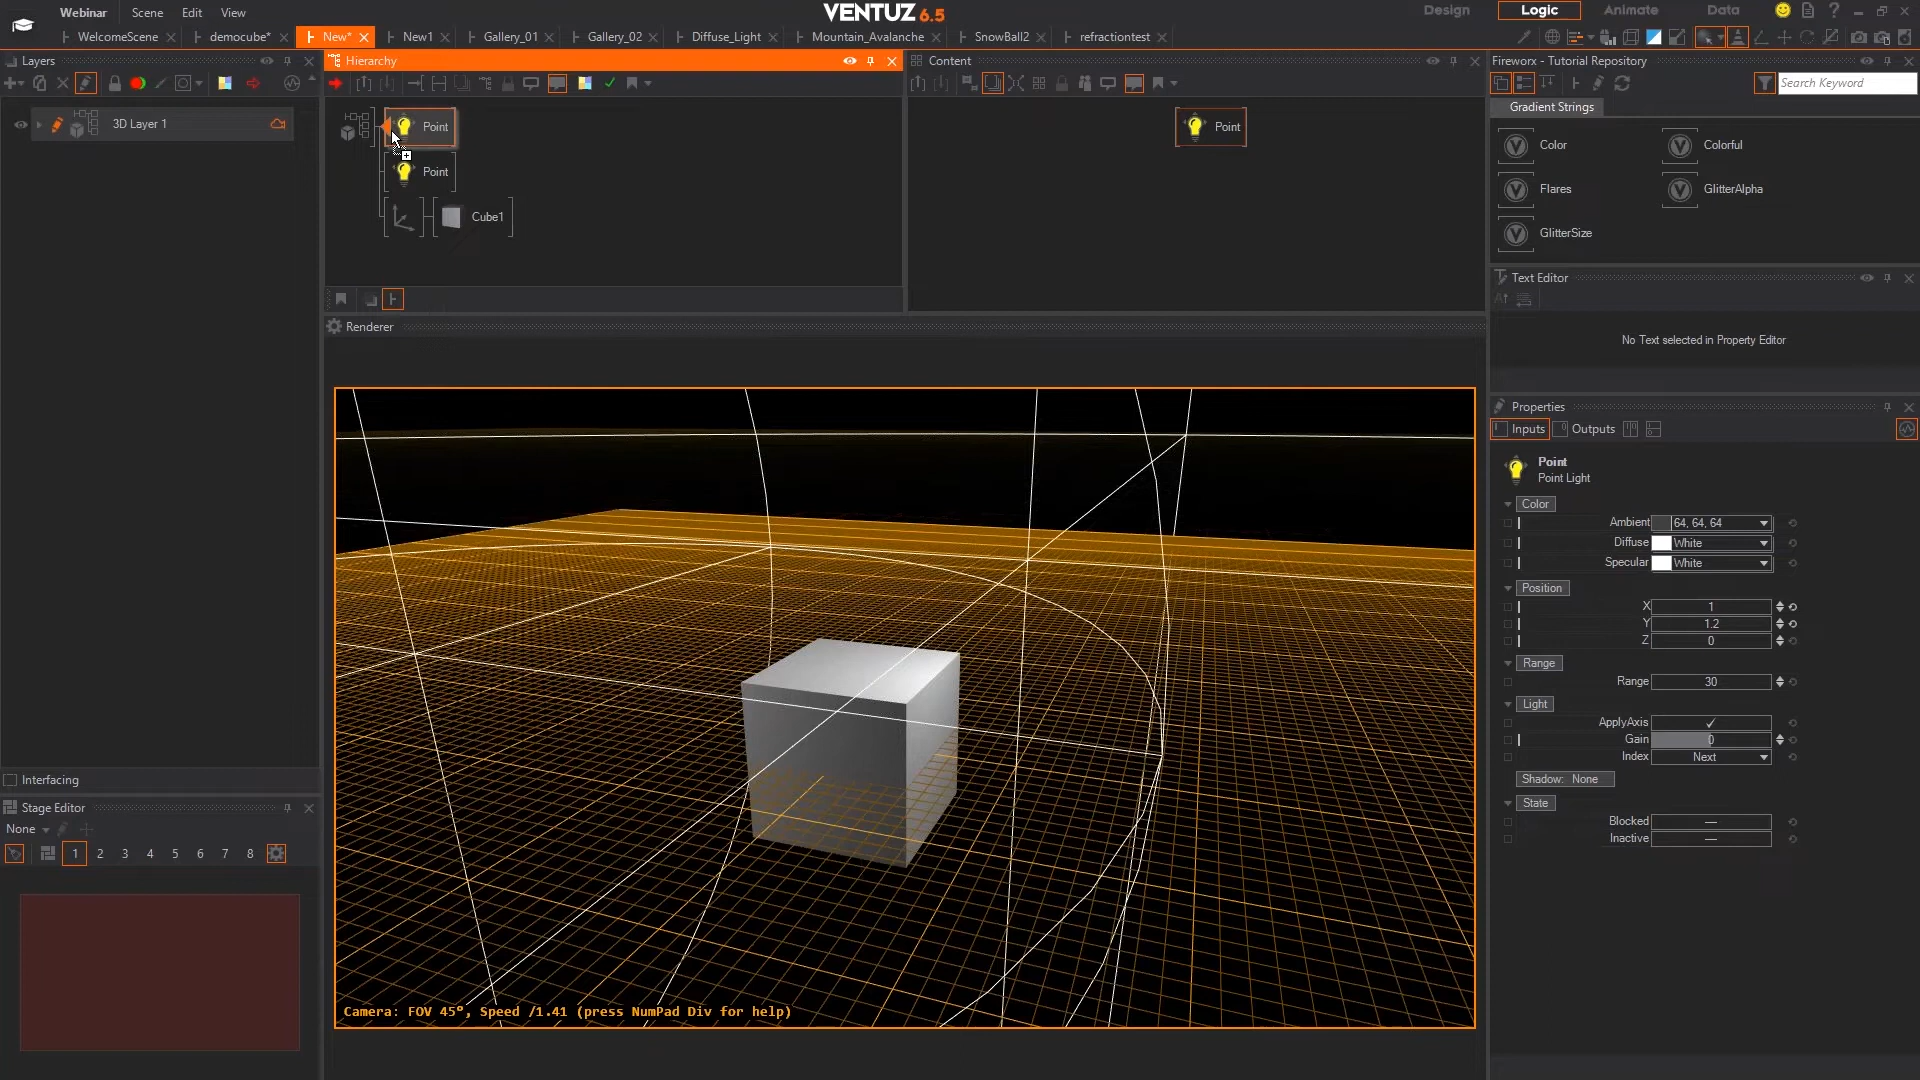 Webinar Scene Edit View
VENTUZ 6.5
Design Logic Animate Data
WelcomeScene democube* New* New1 Gallery_01 Gallery_02 Diffuse_Light Mountain_Avalanche SnowBall2 refractiontest
Layers
Hierarchy
Content
Fireworx - Tutorial Repository
Search Keyword
Gradient Strings
3D Layer 1
Point
Point
Cube1
Point
Color
Colorful
Flares
GlitterAlpha
GlitterSize
Text Editor
No Text selected in Property Editor
Renderer
Camera: FOV 45º, Speed /1.41 (press NumPad Div for help)
Properties
Inputs Outputs
Point
Point Light
Color
Ambient 64, 64, 64
Diffuse White
Specular White
Position
X 1
Y 1.2
Z 0
Range
Range 30
Light
ApplyAxis ✓
Gain 0
Index Next
Shadow: None
State
Blocked —
Inactive —
Interfacing
Stage Editor
None
1 2 3 4 5 6 7 8